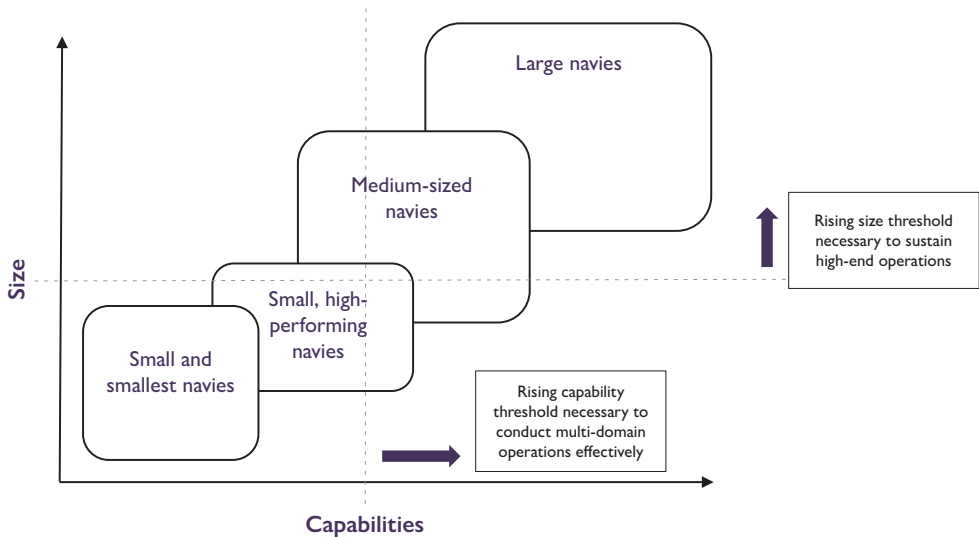 Large navies
Medium-sized
navies
Rising size threshold
necessary to sustain
high-end operations
Size
Small, high-
performing
navies
Small and
smallest navies
Rising capability
threshold necessary to
conduct multi-domain
operations effectively
Capabilities